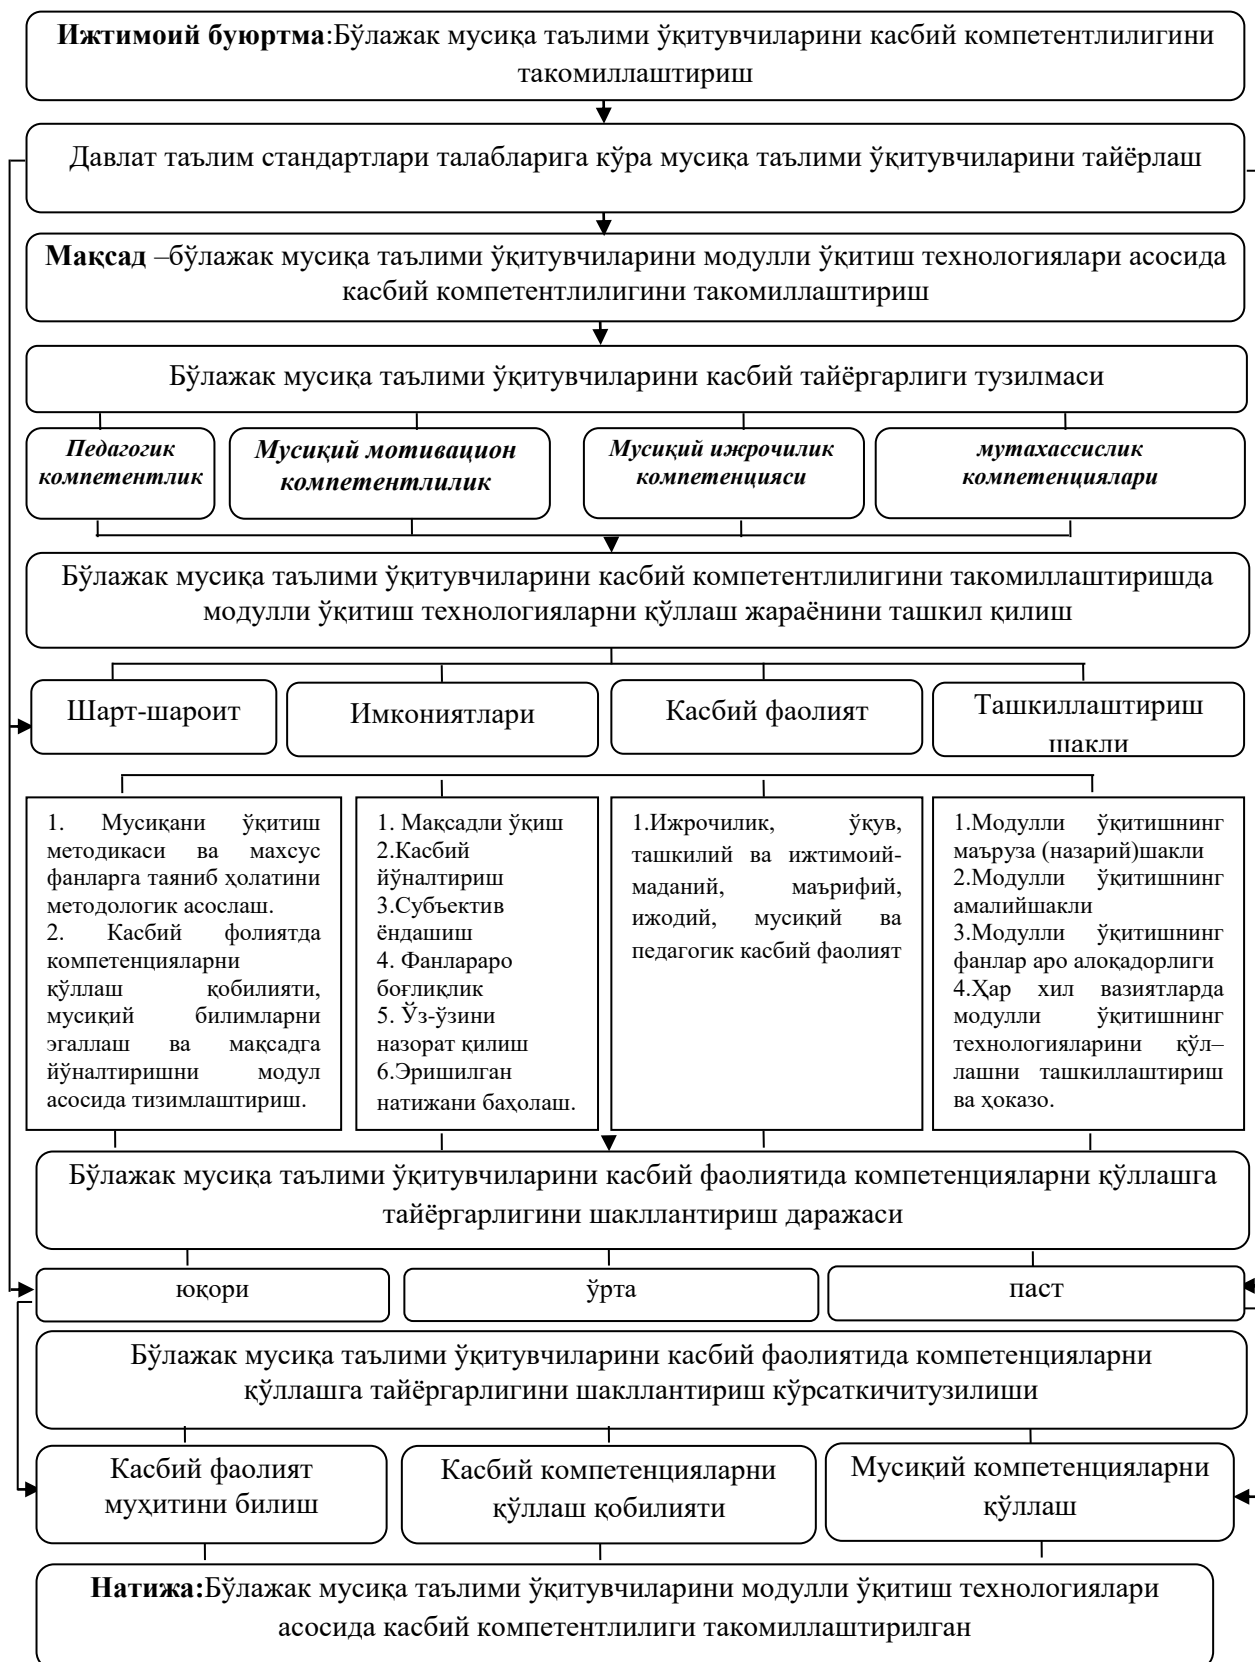 Ижтимоий буюртма:Бўлажак мусиқа таълими ўқитувчиларини касбий компетентлилигини
такомиллаштириш
Давлат таълим стандартлари талабларига кўра мусиқа таълими ўқитувчиларини тайёрлаш
Мақсад –бўлажак мусиқа таълими ўқитувчиларини модулли ўқитиш технологиялари асосида
касбий компетентлилигини такомиллаштириш
Бўлажак мусиқа таълими ўқитувчиларини касбий тайёргарлиги тузилмаси
Педагогик
компетентлик
Мусиқий мотивацион
компетентлилик
Мусиқий ижрочилик
компетенцияси
мутахассислик
компетенциялари
Бўлажак мусиқа таълими ўқитувчиларини касбий компетентлилигини такомиллаштиришда
модулли ўқитиш технологияларни қўллаш жараёнини ташкил қилиш
Шарт-шароит
Имкониятлари
Касбий фаолият
Ташкиллаштириш
шакли
1. Мусиқани ўқитиш
методикаси ва махсус
фанларга таяниб ҳолатини
методологик асослаш.
2. Касбий фолиятда
компетенцияларни
қўллаш қобилияти,
мусиқий билимларни
эгаллаш ва мақсадга
йўналтиришни модул
асосида тизимлаштириш.
1. Мақсадли ўқиш
2.Касбий
йўналтириш
3.Субъектив
ёндашиш
4. Фанлараро
боғлиқлик
5. Ўз-ўзини
назорат қилиш
6.Эришилган
натижани баҳолаш.
1.Ижрочилик, ўқув,
ташкилий ва ижтимоий-
маданий, маърифий,
ижодий, мусиқий ва
педагогик касбий фаолият
1.Модулли ўқитишнинг
маъруза (назарий)шакли
2.Модулли ўқитишнинг
амалийшакли
3.Модулли ўқитишнинг
фанлар аро алоқадорлиги
4.Ҳар хил вазиятларда
модулли ўқитишнинг
технологияларини қўл–
лашни ташкиллаштириш
ва ҳоказо.
Бўлажак мусиқа таълими ўқитувчиларини касбий фаолиятида компетенцияларни қўллашга
тайёргарлигини шакллантириш даражаси
юқори
ўрта
паст
Бўлажак мусиқа таълими ўқитувчиларини касбий фаолиятида компетенцияларни
қўллашга тайёргарлигини шакллантириш кўрсаткичитузилиши
Касбий фаолият
муҳитини билиш
Касбий компетенцияларни
қўллаш қобилияти
Мусиқий компетенцияларни
қўллаш
Натижа:Бўлажак мусиқа таълими ўқитувчиларини модулли ўқитиш технологиялари
асосида касбий компетентлилиги такомиллаштирилган